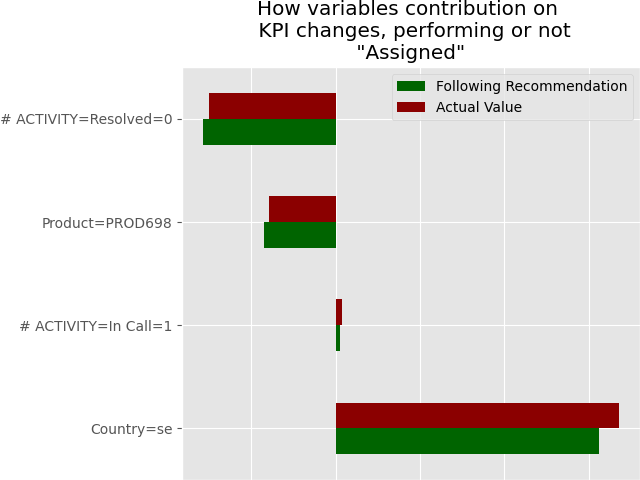 How variables contribution on
KPI changes, performing or not
"Assigned"
Following Recommendation
Actual Value
# ACTIVITY=Resolved=0
Product=PROD698
# ACTIVITY=In Call=1
Country=se